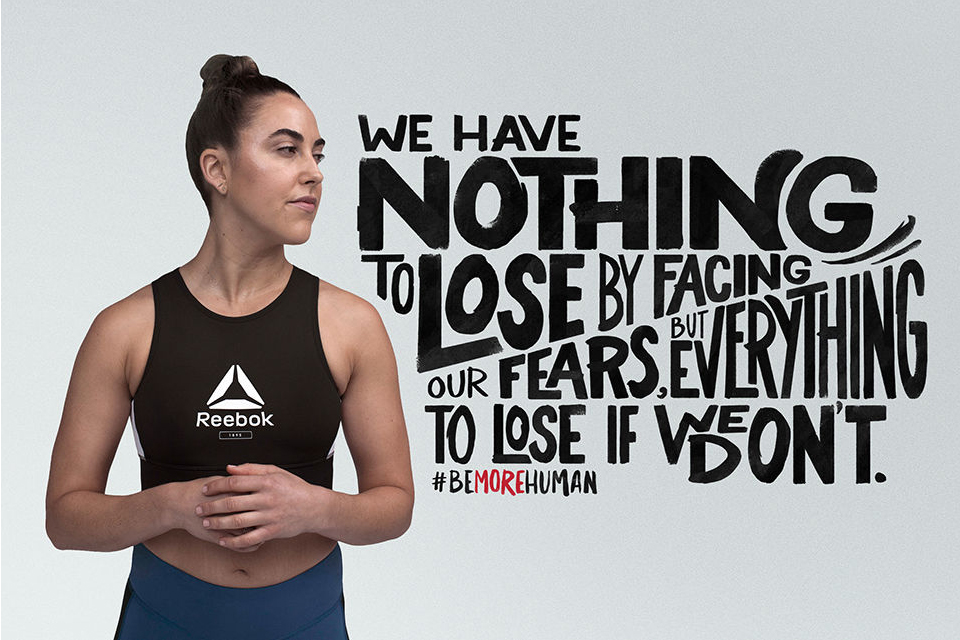 WE HAVE
NOTHING
TO LOSE BY FACING
OUR FEARS, BUT EVERYTHING
TO LOSE IF WE DON'T.
#BEMOREHUMAN
Reebok